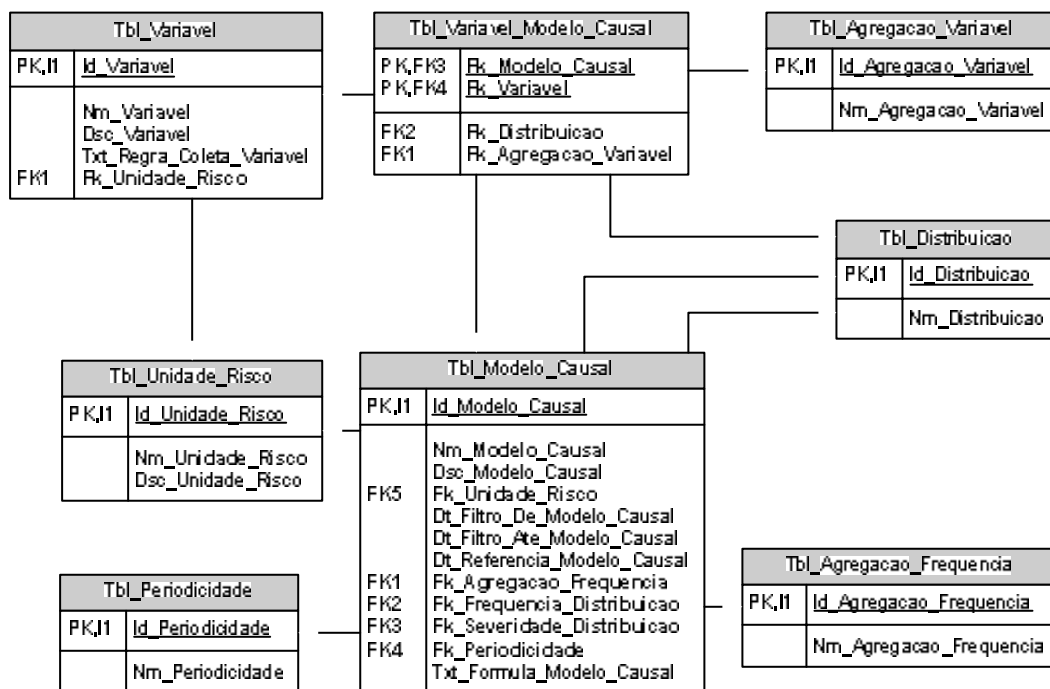 Tbl_Variavel
PK,I1 Id_Variavel
Nm_Variavel
Dsc_Variavel
Txt_Regra_Coleta_Variavel
FK1 Fk_Unidade_Risco
Tbl_Variavel_Modelo_Causal
PK,FK3 Fk_Modelo_Causal
PK,FK4 Fk_Variavel
FK2 Fk_Distribuicao
FK1 Fk_Agregacao_Variavel
Tbl_Agregacao_Variavel
PK,I1 Id_Agregacao_Variavel
Nm_Agregacao_Variavel
Tbl_Distribuicao
PK,I1 Id_Distribuicao
Nm_Distribuicao
Tbl_Unidade_Risco
PK,I1 Id_Unidade_Risco
Nm_Unidade_Risco
Dsc_Unidade_Risco
Tbl_Modelo_Causal
PK,I1 Id_Modelo_Causal
Nm_Modelo_Causal
Dsc_Modelo_Causal
FK5 Fk_Unidade_Risco
Dt_Filtro_De_Modelo_Causal
Dt_Filtro_Ate_Modelo_Causal
Dt_Referencia_Modelo_Causal
FK1 Fk_Agregacao_Frequencia
FK2 Fk_Frequencia_Distribuicao
FK3 Fk_Severidade_Distribuicao
FK4 Fk_Periodicidade
Txt_Formula_Modelo_Causal
Tbl_Periodicidade
PK,I1 Id_Periodicidade
Nm_Periodicidade
Tbl_Agregacao_Frequencia
PK,I1 Id_Agregacao_Frequencia
Nm_Agregacao_Frequencia